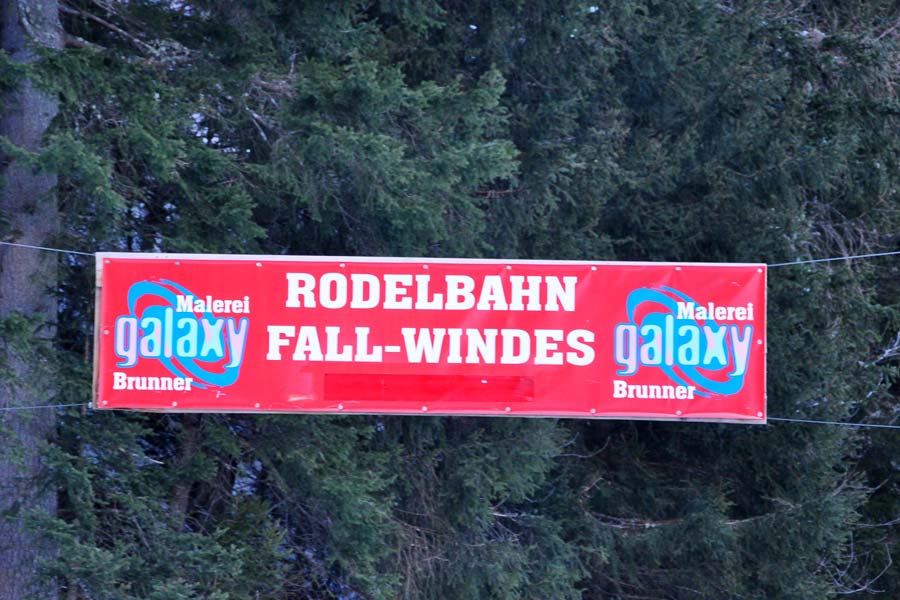 Malerei
galaxy
Brunner
RODELBAHN
FALL-WINDES
Malerei
galaxy
Brunner